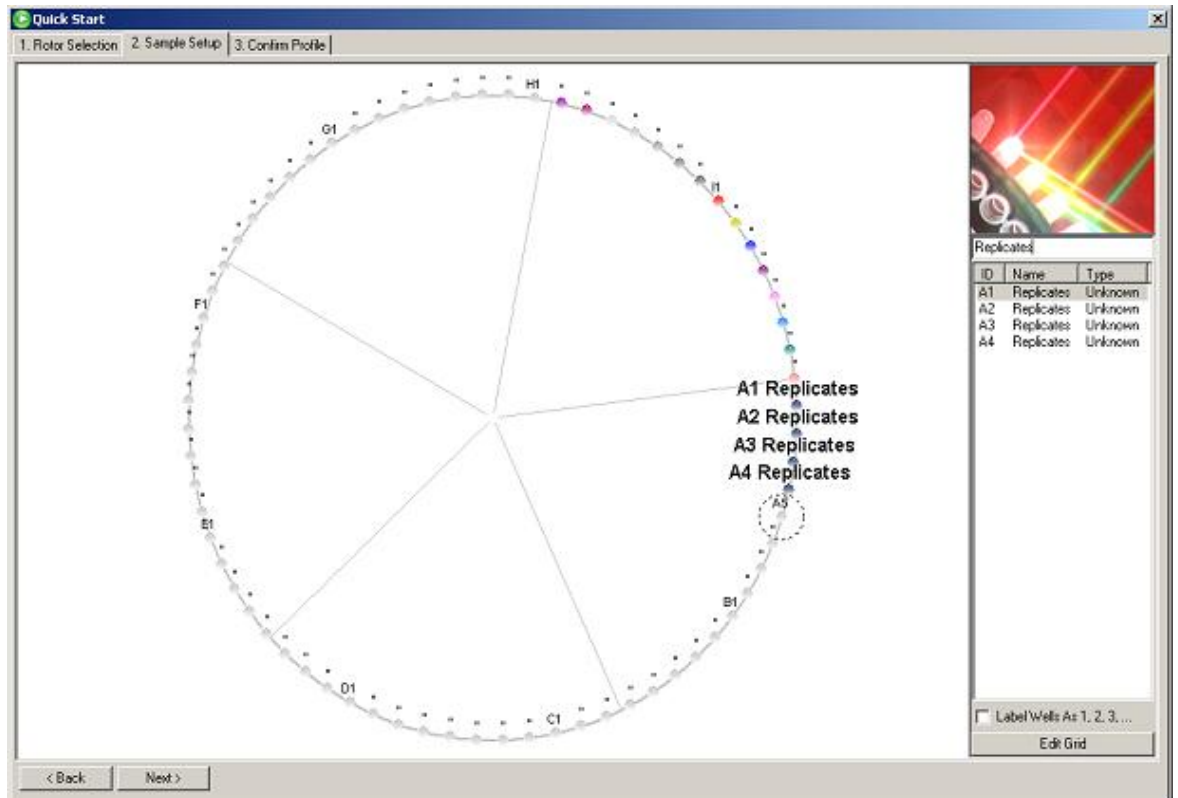 Quick Start
1. Rotor Selection
2. Sample Setup
3. Confirm Profile
H1
G1
I1
F1
A1 Replicates
A2 Replicates
A3 Replicates
A4 Replicates
A5
E1
B1
D1
C1
Replicates
ID Name Type
A1 Replicates Unknown
A2 Replicates Unknown
A3 Replicates Unknown
A4 Replicates Unknown
Label Wells As 1, 2, 3, ...
Edit Grid
< Back
Next >